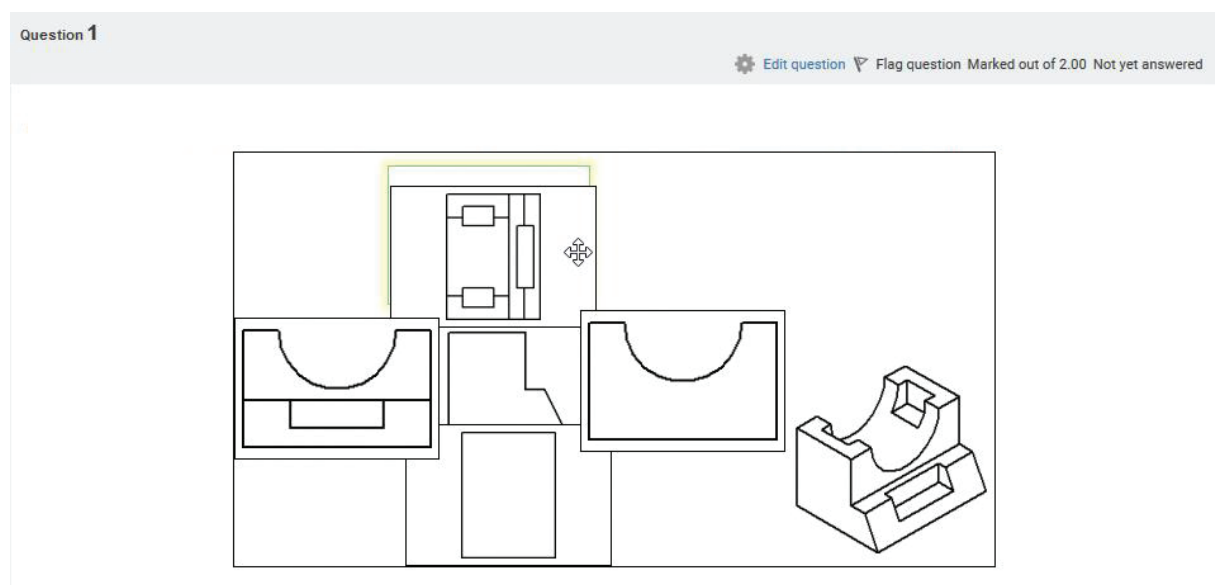 Question 1
Edit question Flag question Marked out of 2.00 Not yet answered